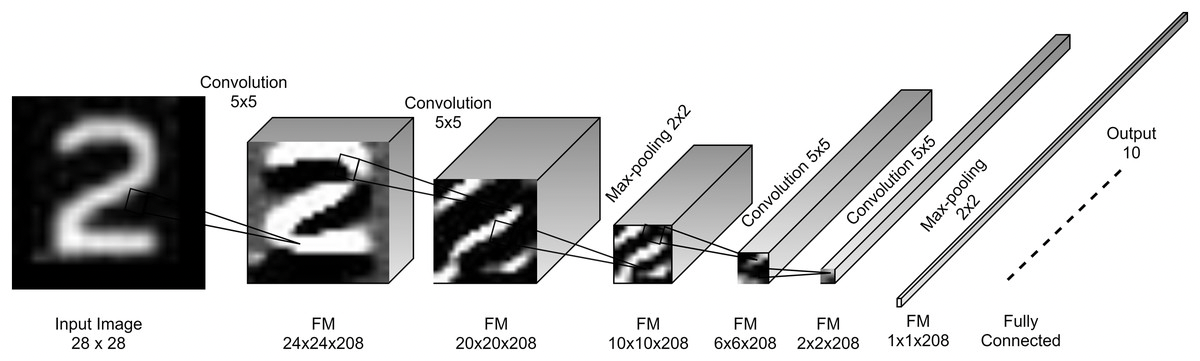 Convolution
5x5
Convolution
5x5
Max-pooling 2x2
Convolution 5x5
Convolution 5x5
Max-pooling
2x2
Output
10
Input Image
28 x 28
FM
24x24x208
FM
20x20x208
FM
10x10x208
FM
6x6x208
FM
2x2x208
FM
1x1x208
Fully
Connected